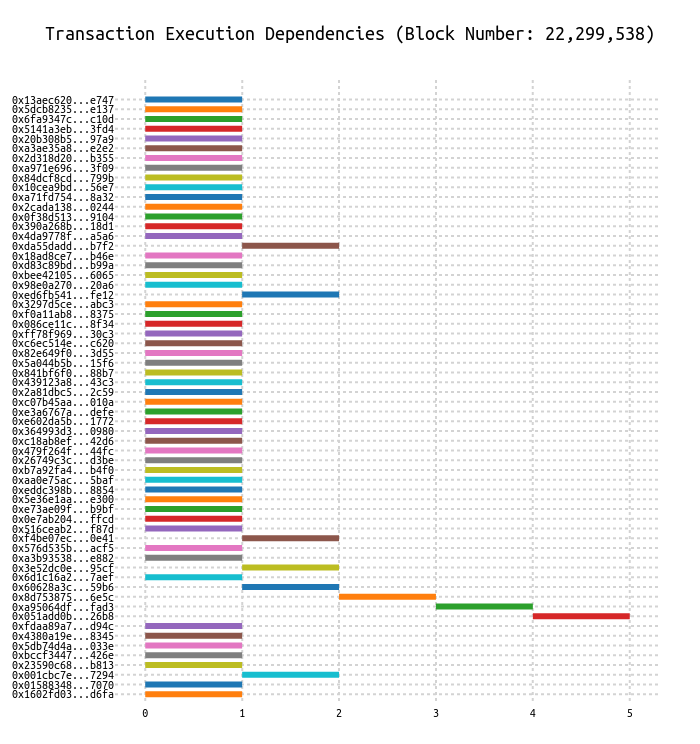 Transaction Execution Dependencies (Block Number: 22,299,538)
0x13aec620...e747
0x5dcb8235...e137
0x6fa9347c...c10d
0x5141a3eb...3fd4
0x20b308b5...97a9
0xa3ae35a8...e2e2
0x2d318d20...b355
0xa971e696...3f09
0x84dcf8cd...799b
0x10cea9bd...56e7
0xa71fd754...8a32
0x2cada138...0244
0x0f38d513...9104
0x390a268b...18d1
0x4da9778f...a5a6
0xda55dadd...b7f2
0x18ad8ce7...b46e
0xd83c89bd...b99a
0xbee42105...6065
0x98e0a270...20a6
0xed6fb541...fe12
0x3297d5ce...abc3
0xf0a11ab8...8375
0x086ce11c...8f34
0xff78f969...30c3
0xc6ec514e...c620
0x82e649f0...3d55
0x5a044b5b...15f6
0x841bf6f0...88b7
0x439123a8...43c3
0x2a81dbc5...2c59
0xc07b45aa...010a
0xe3a6767a...defe
0xe602da5b...1772
0x364993d3...0980
0xc18ab8ef...42d6
0x479f264f...44fc
0x26749c3c...d3be
0xb7a92fa4...b4f0
0xaa0e75ac...5baf
0xeddc398b...8854
0x5e36e1aa...e300
0xe73ae09f...b9bf
0x0e7ab204...ffcd
0x516ceab2...f87d
0xf4be07ec...0e41
0x576d535b...acf5
0xa3b93538...e882
0x3e52dc0e...95cf
0x6d1c16a2...7aef
0x60628a3c...59b6
0x8d753875...6e5c
0xa95064df...fad3
0x051add0b...26b8
0xfdaa89a7...d94c
0x4380a19e...8345
0x5db74d4a...033e
0xbccf3447...426e
0x23590c68...b813
0x001cbc7e...7294
0x01588348...7070
0x1602fd03...d6fa
0 1 2 3 4 5